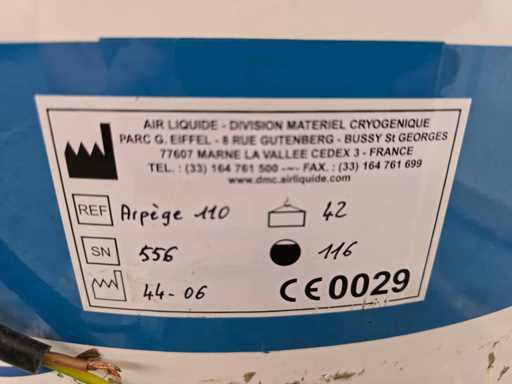 AIR LIQUIDE - DIVISION MATERIEL CRYOGENIQUE
PARC G. EIFFEL - 8 RUE GUTENBERG - BUSSY St GEORGES
77607 MARNE LA VALLEE CEDEX 3 - FRANCE
TEL. : (33) 164 761 500 --- FAX. : (33) 164 761 699
www.dmc.airliquide.com
REF Arpège 110 42
SN 556 116
44-06 CE0029